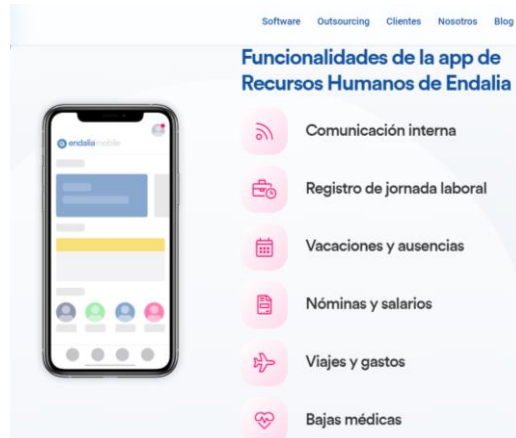 Software Outsourcing Clientes Nosotros Blog
Funcionalidades de la app de
Recursos Humanos de Endalia
endalia mobile
Comunicación interna
Registro de jornada laboral
Vacaciones y ausencias
Nóminas y salarios
Viajes y gastos
Bajas médicas